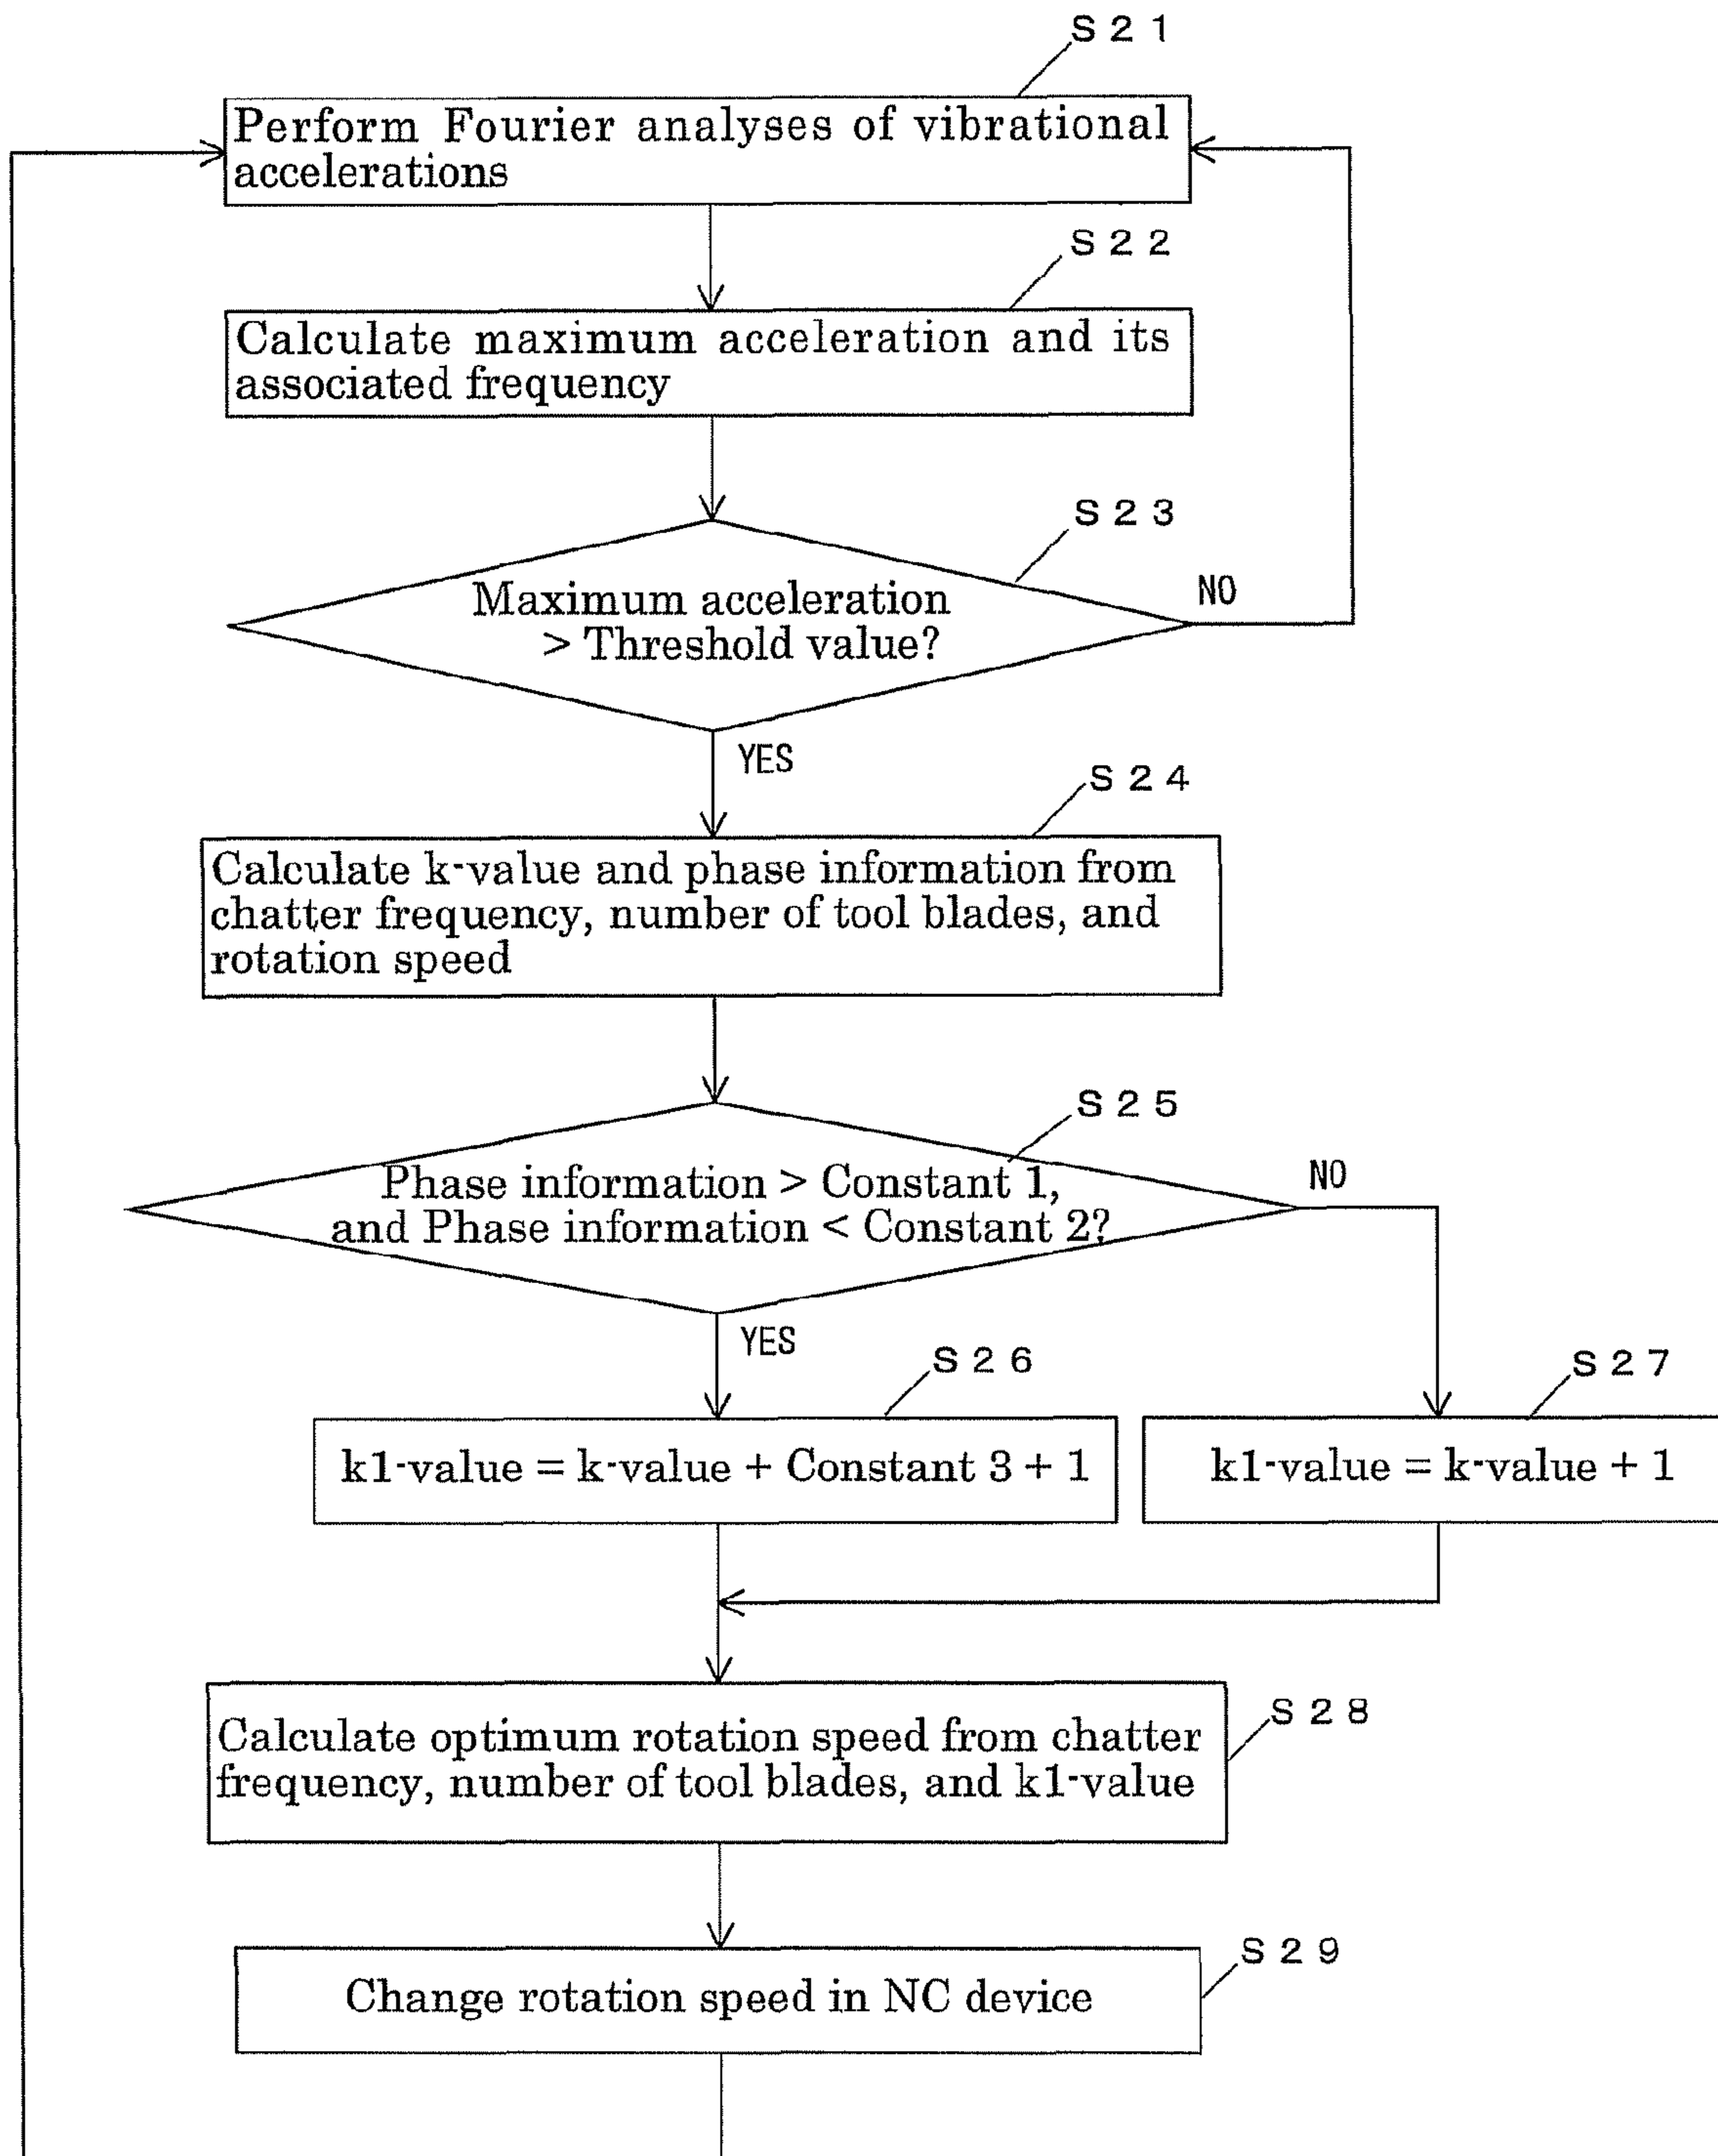 S21
Perform Fourier analyses of vibrational
accelerations
S22
Calculate maximum acceleration and its
associated frequency
S23
Maximum acceleration
> Threshold value?
NO
YES
S24
Calculate k-value and phase information from
chatter frequency, number of tool blades, and
rotation speed
S25
Phase information > Constant 1,
and Phase information < Constant 2?
NO
YES
S26
k1-value = k-value + Constant 3 + 1
S27
k1-value = k-value + 1
S28
Calculate optimum rotation speed from chatter
frequency, number of tool blades, and k1-value
S29
Change rotation speed in NC device